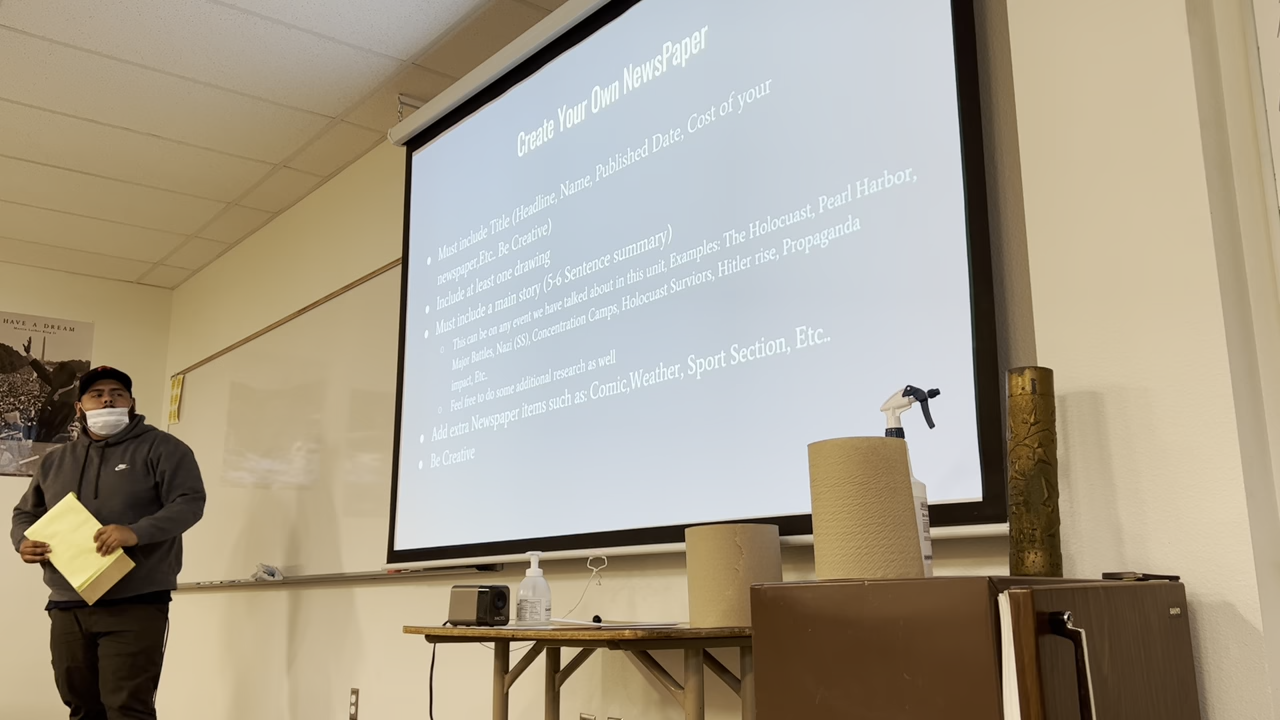 Create Your Own NewsPaper
Must include Title (Headline, Name, Published Date, Cost of your
newspaper,Etc.. Be Creative)
Include at least one drawing
Must include a main story (5-6 Sentence summary)
This can be on any event we have talked about in this unit, Examples: The Holocuast, Pearl Harbor,
Major Battles, Nazi (SS), Concentration Camps, Holocaust Surviors, Hitler rise, Propaganda
impact, Etc..
Feel free to do some additional research as well
Add extra Newspaper items such as: Comic,Weather, Sport Section, Etc..
Be Creative
HAVE A DREAM